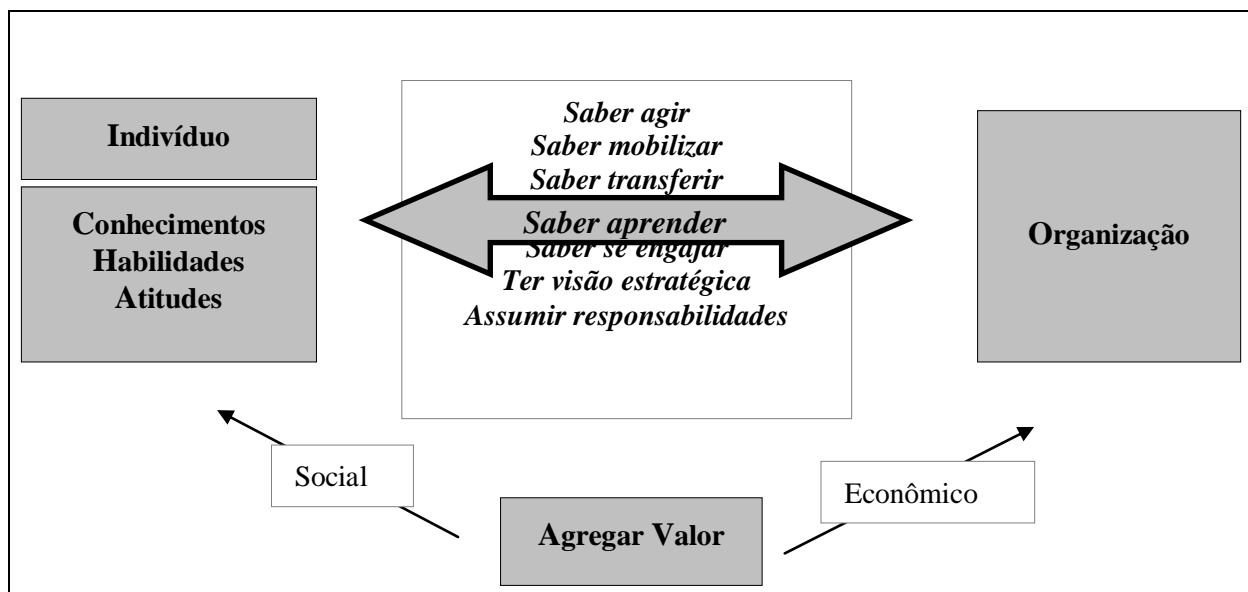 Indivíduo
Conhecimentos
Habilidades
Atitudes
Saber agir
Saber mobilizar
Saber transferir
Saber aprender
Saber se engajar
Ter visão estratégica
Assumir responsabilidades
Organização
Social
Econômico
Agregar Valor